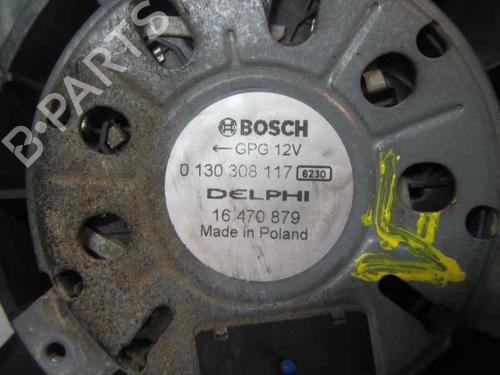 B-PARTS
BOSCH
←GPG 12V
0 130 308 117 6230
DELPHI
16 470 879
Made in Poland